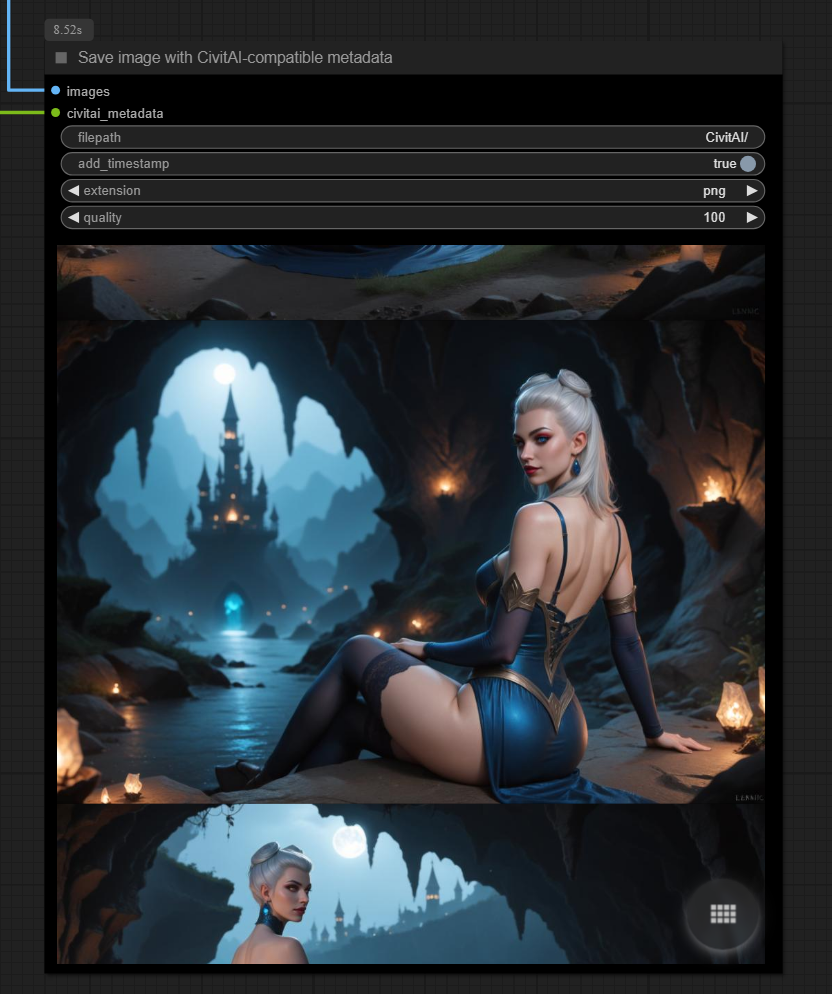 8.52s
Save image with CivitAI-compatible metadata
images
civitai_metadata
filepath CivitAI/
add_timestamp true
extension png
quality 100